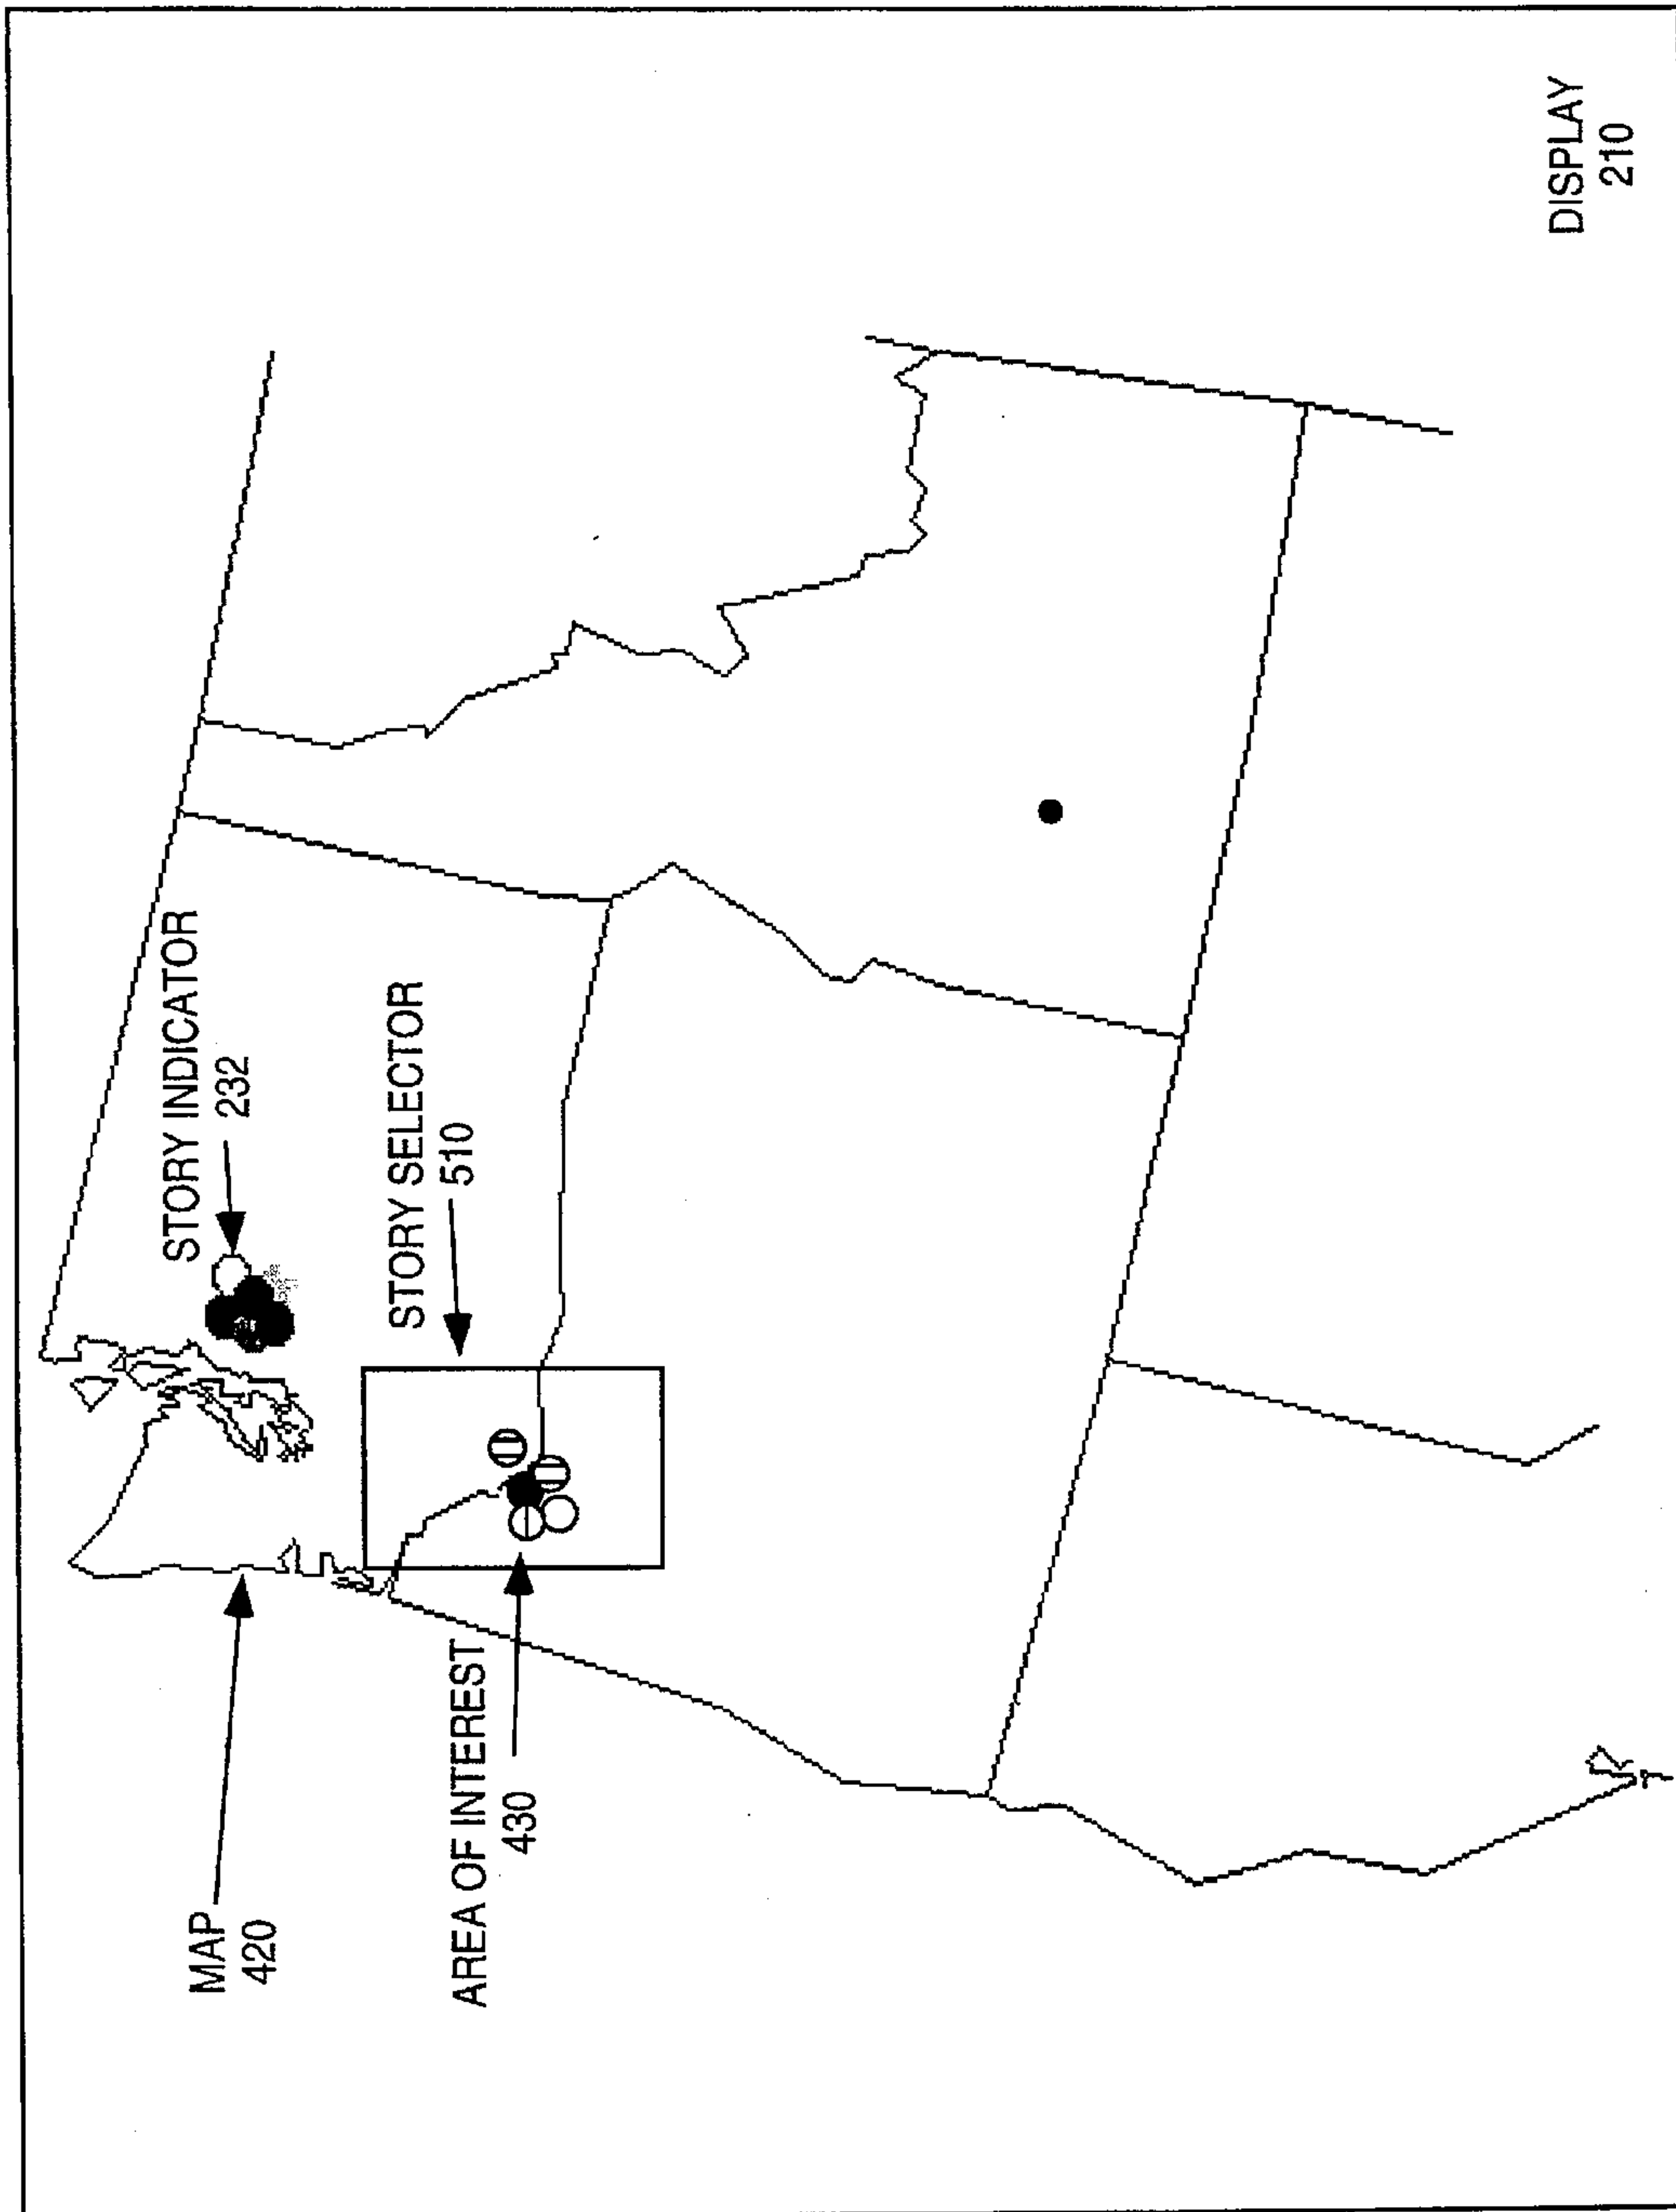 MAP
420
STORY INDICATOR
232
AREA OF INTEREST
430
STORY SELECTOR
510
DISPLAY
210